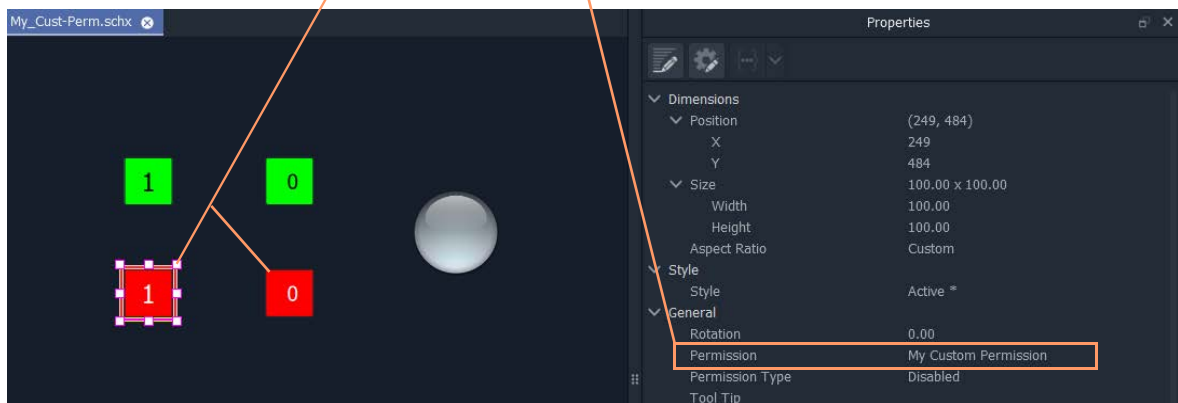 My_Cust-Perm.schx
Properties
Dimensions
Position (249, 484)
X 249
Y 484
Size 100.00 x 100.00
Width 100.00
Height 100.00
Aspect Ratio Custom
Style
Style Active *
General
Rotation 0.00
Permission My Custom Permission
Permission Type Disabled
Tool Tip
1 0
1 0